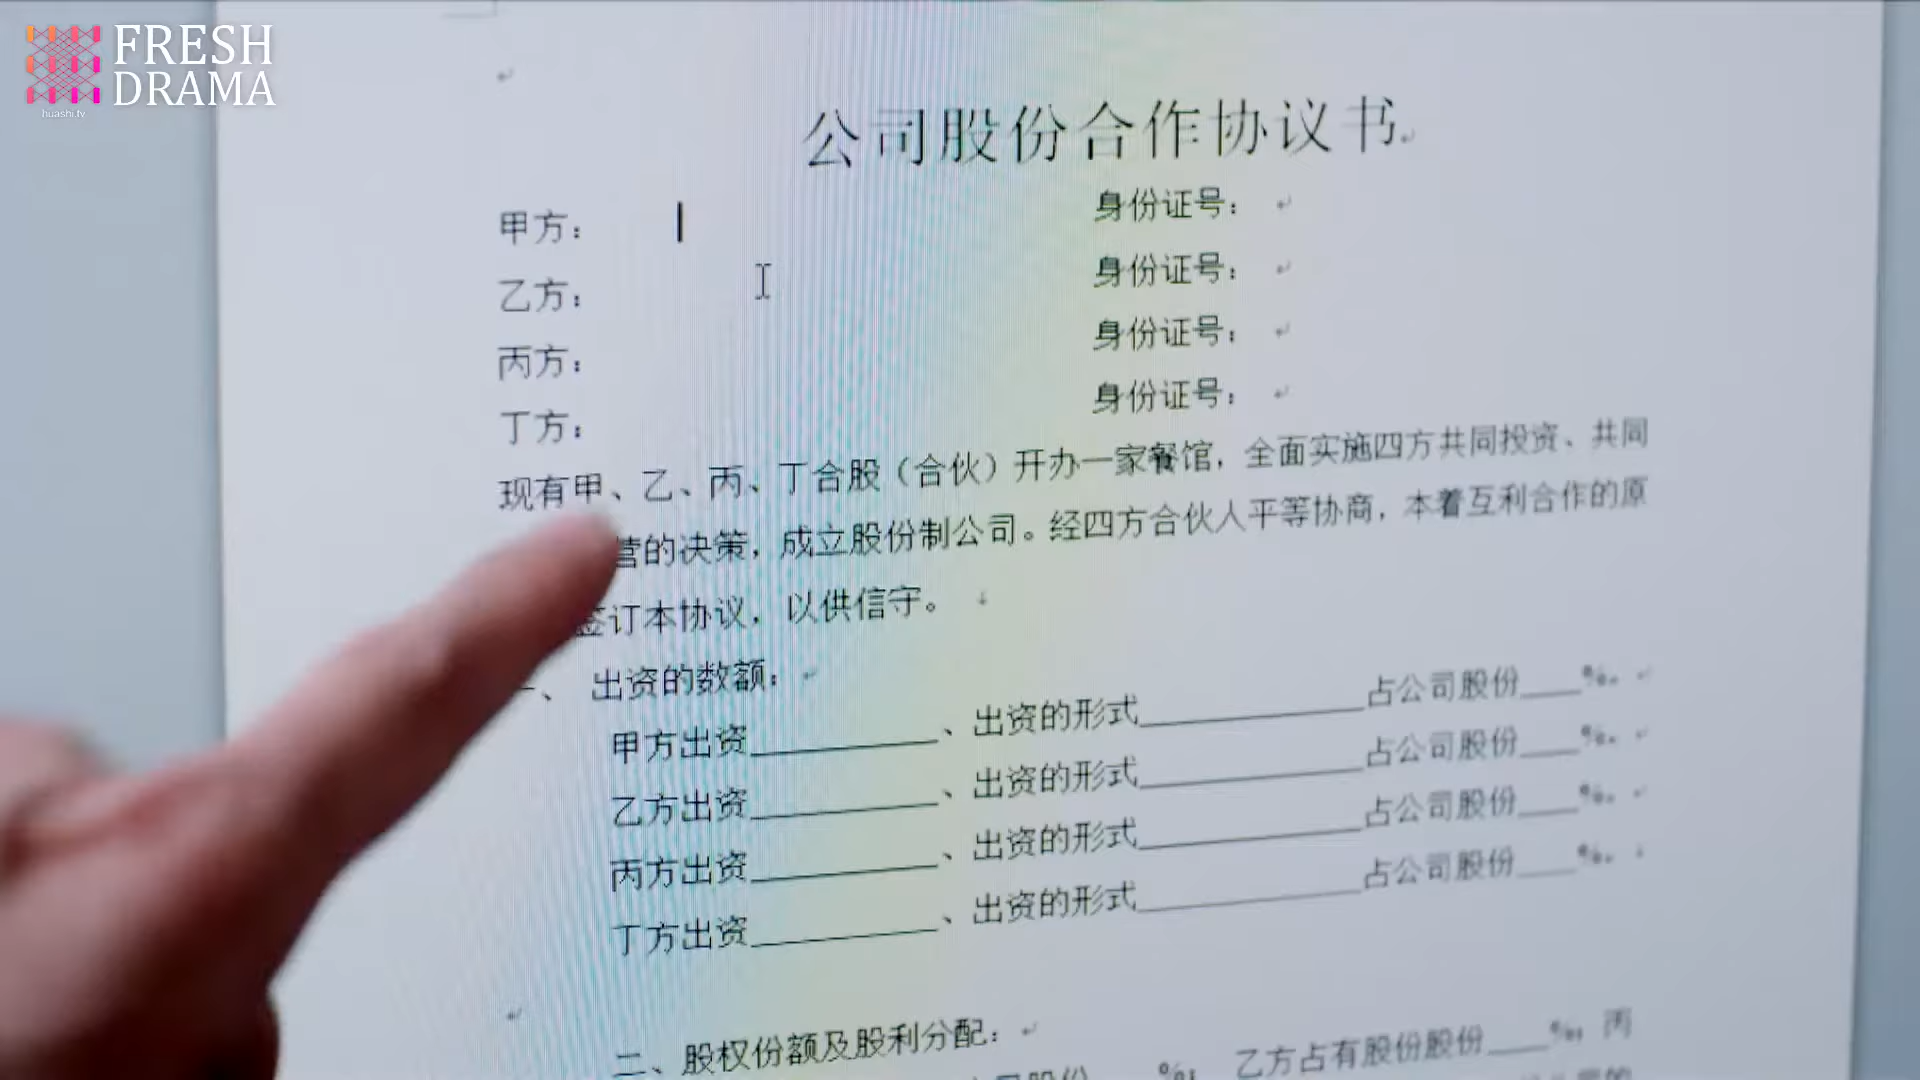 FRESH
DRAMA
huashi.tv
公司股份合作协议书
甲方： 身份证号：
乙方： 身份证号：
丙方： 身份证号：
丁方： 身份证号：
现有甲、乙、丙、丁合股（合伙）开办一家餐馆，全面实施四方共同投资、共同
营的决策，成立股份制公司。经四方合伙人平等协商，本着互利合作的原
签订本协议，以供信守。
一、 出资的数额：
甲方出资______、出资的形式______占公司股份___%。
乙方出资______、出资的形式______占公司股份___%。
丙方出资______、出资的形式______占公司股份___%。
丁方出资______、出资的形式______占公司股份___%。
二、股权份额及股利分配：
%； 乙方占有股份股份___%；丙